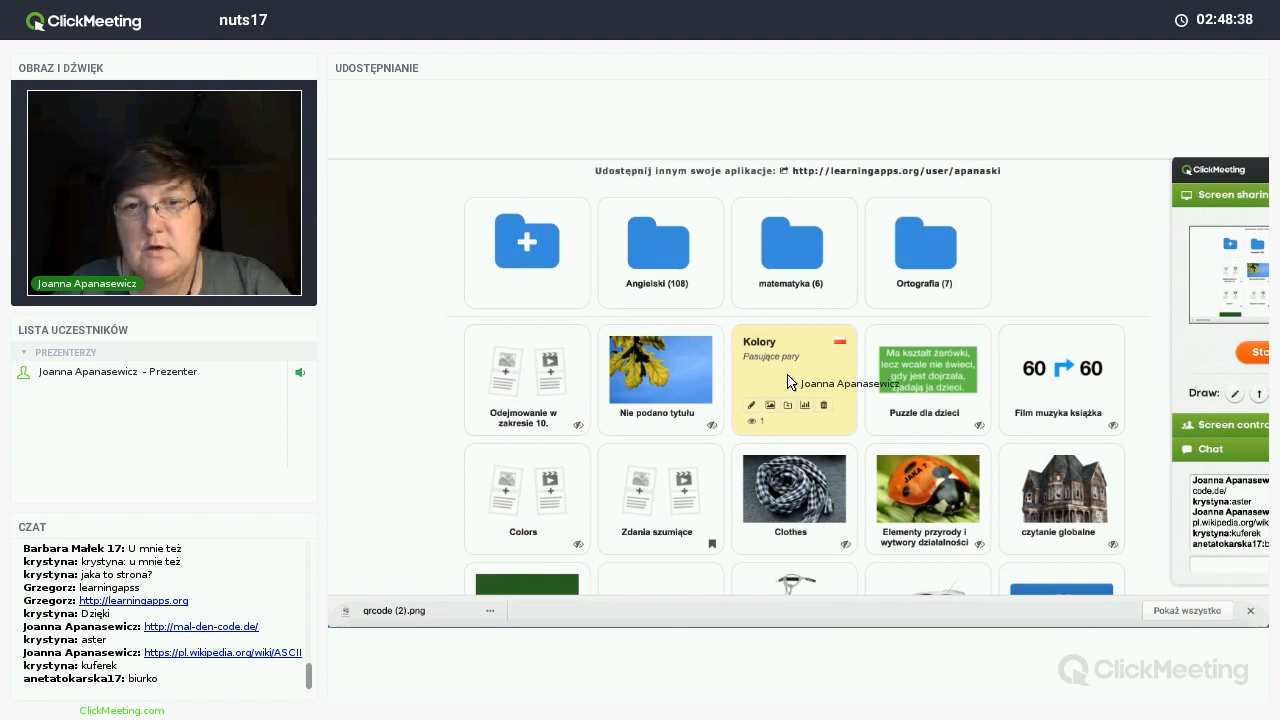 ClickMeeting
nuts17
02:48:38
OBRAZ I DŹWIĘK
Joanna Apanasewicz
LISTA UCZESTNIKÓW
PREZENTERZY
Joanna Apanasewicz - Prezenter
CZAT
Barbara Małek 17: U mnie też
krystyna: krystyna: u mnie też
krystyna: jaka to strona?
Grzegorz: learningapss
Grzegorz: http://learningapps.org
krystyna: Dzięki
Joanna Apanasewicz: http://mal-den-code.de/
krystyna: aster
Joanna Apanasewicz: https://pl.wikipedia.org/wiki/ASCII
krystyna: kuferek
anetatokarska17: biurko
ClickMeeting.com
UDOSTĘPNIANIE
Udostępnij innym swoje aplikacje: http://learningapps.org/user/apanaski
Angielski (108)
matematyka (6)
Ortografia (7)
Odejmowanie w
zakresie 10.
Nie podano tytułu
Kolory
Pasujące pary
1
Joanna Apanasewicz
Ma kształt żarówki,
lecz wcale nie świeci,
gdy jest dojrzała,
zjadają ja dzieci.
Puzzle dla dzieci
60 60
Film muzyka książka
Colors
Zdania szumiące
Clothes
JAKA ?
Elementy przyrody i
wytwory działalności
czytanie globalne
ClickMeeting
Screen sharin
Sto
Draw:
Screen contro
Chat
Joanna Apanasew
code.de/
krystyna:aster
Joanna Apanasew
pl.wikipedia.org/wik
krystyna:kuferek
anetatokarska17:b
qrcode (2).png
Pokaż wszystko
ClickMeeting